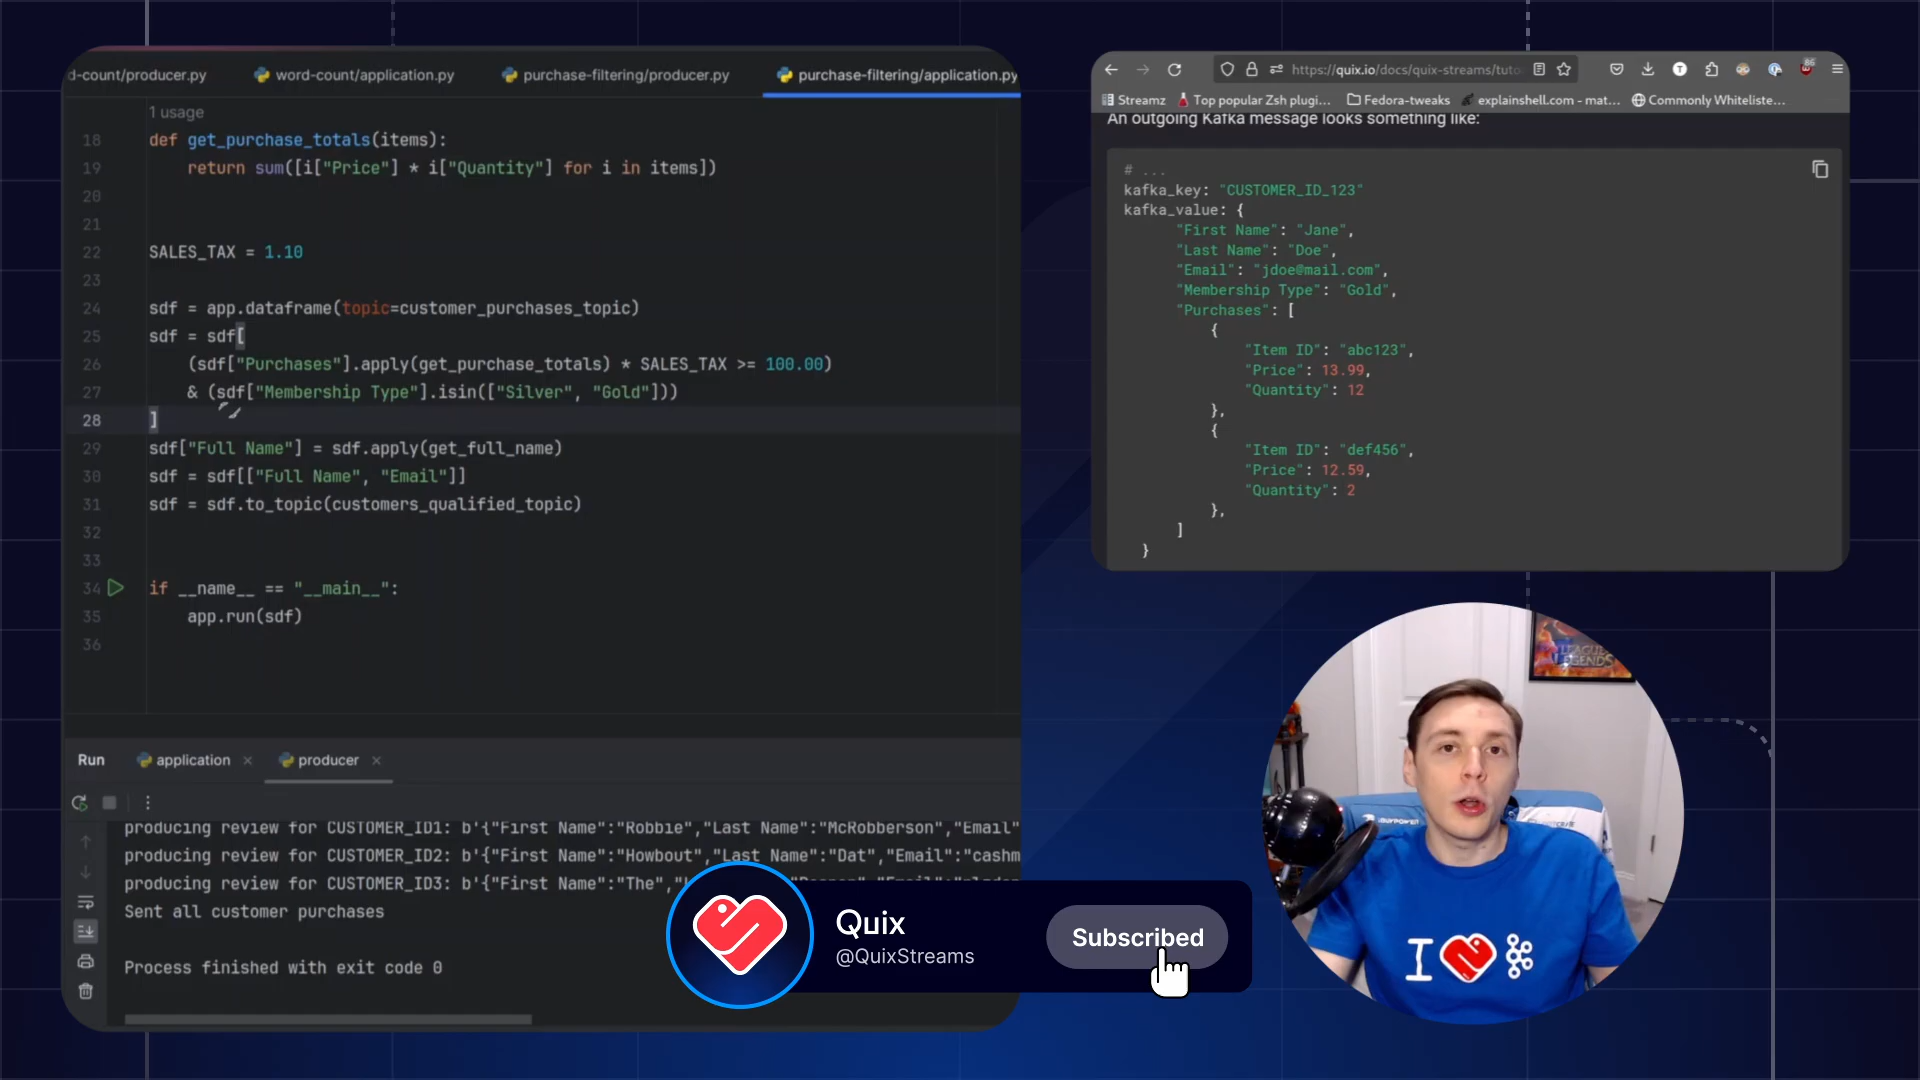 d-count/producer.py
word-count/application.py
purchase-filtering/producer.py
purchase-filtering/application.py
1 usage
18 def get_purchase_totals(items):
19 return sum([i["Price"] * i["Quantity"] for i in items])
20
21
22 SALES_TAX = 1.10
23
24 sdf = app.dataframe(topic=customer_purchases_topic)
25 sdf = sdf[
26 (sdf["Purchases"].apply(get_purchase_totals) * SALES_TAX >= 100.00)
27 & (sdf["Membership Type"].isin(["Silver", "Gold"]))
28 ]
29 sdf["Full Name"] = sdf.apply(get_full_name)
30 sdf = sdf[["Full Name", "Email"]]
31 sdf = sdf.to_topic(customers_qualified_topic)
32
33
34 if __name__ == "__main__":
35 app.run(sdf)
36
Run
application
producer
producing review for CUSTOMER_ID1: b'{"First Name":"Robbie","Last Name":"McRobberson","Email"
producing review for CUSTOMER_ID2: b'{"First Name":"Howbout","Last Name":"Dat","Email":"cashm
producing review for CUSTOMER_ID3: b'{"First Name":"The",
Sent all customer purchases
Process finished with exit code 0
https://quix.io/docs/quix-streams/tuto
86
Streamz
Top popular Zsh plugi...
Fedora-tweaks
explainshell.com - mat...
Commonly Whiteliste...
An outgoing Kafka message looks something like:
# ...
kafka_key: "CUSTOMER_ID_123"
kafka_value: {
"First Name": "Jane",
"Last Name": "Doe",
"Email": "jdoe@mail.com",
"Membership Type": "Gold",
"Purchases": [
{
"Item ID": "abc123",
"Price": 13.99,
"Quantity": 12
},
{
"Item ID": "def456",
"Price": 12.59,
"Quantity": 2
},
]
}
LEAGUE
LEGENDS
I
Quix
@QuixStreams
Subscribed